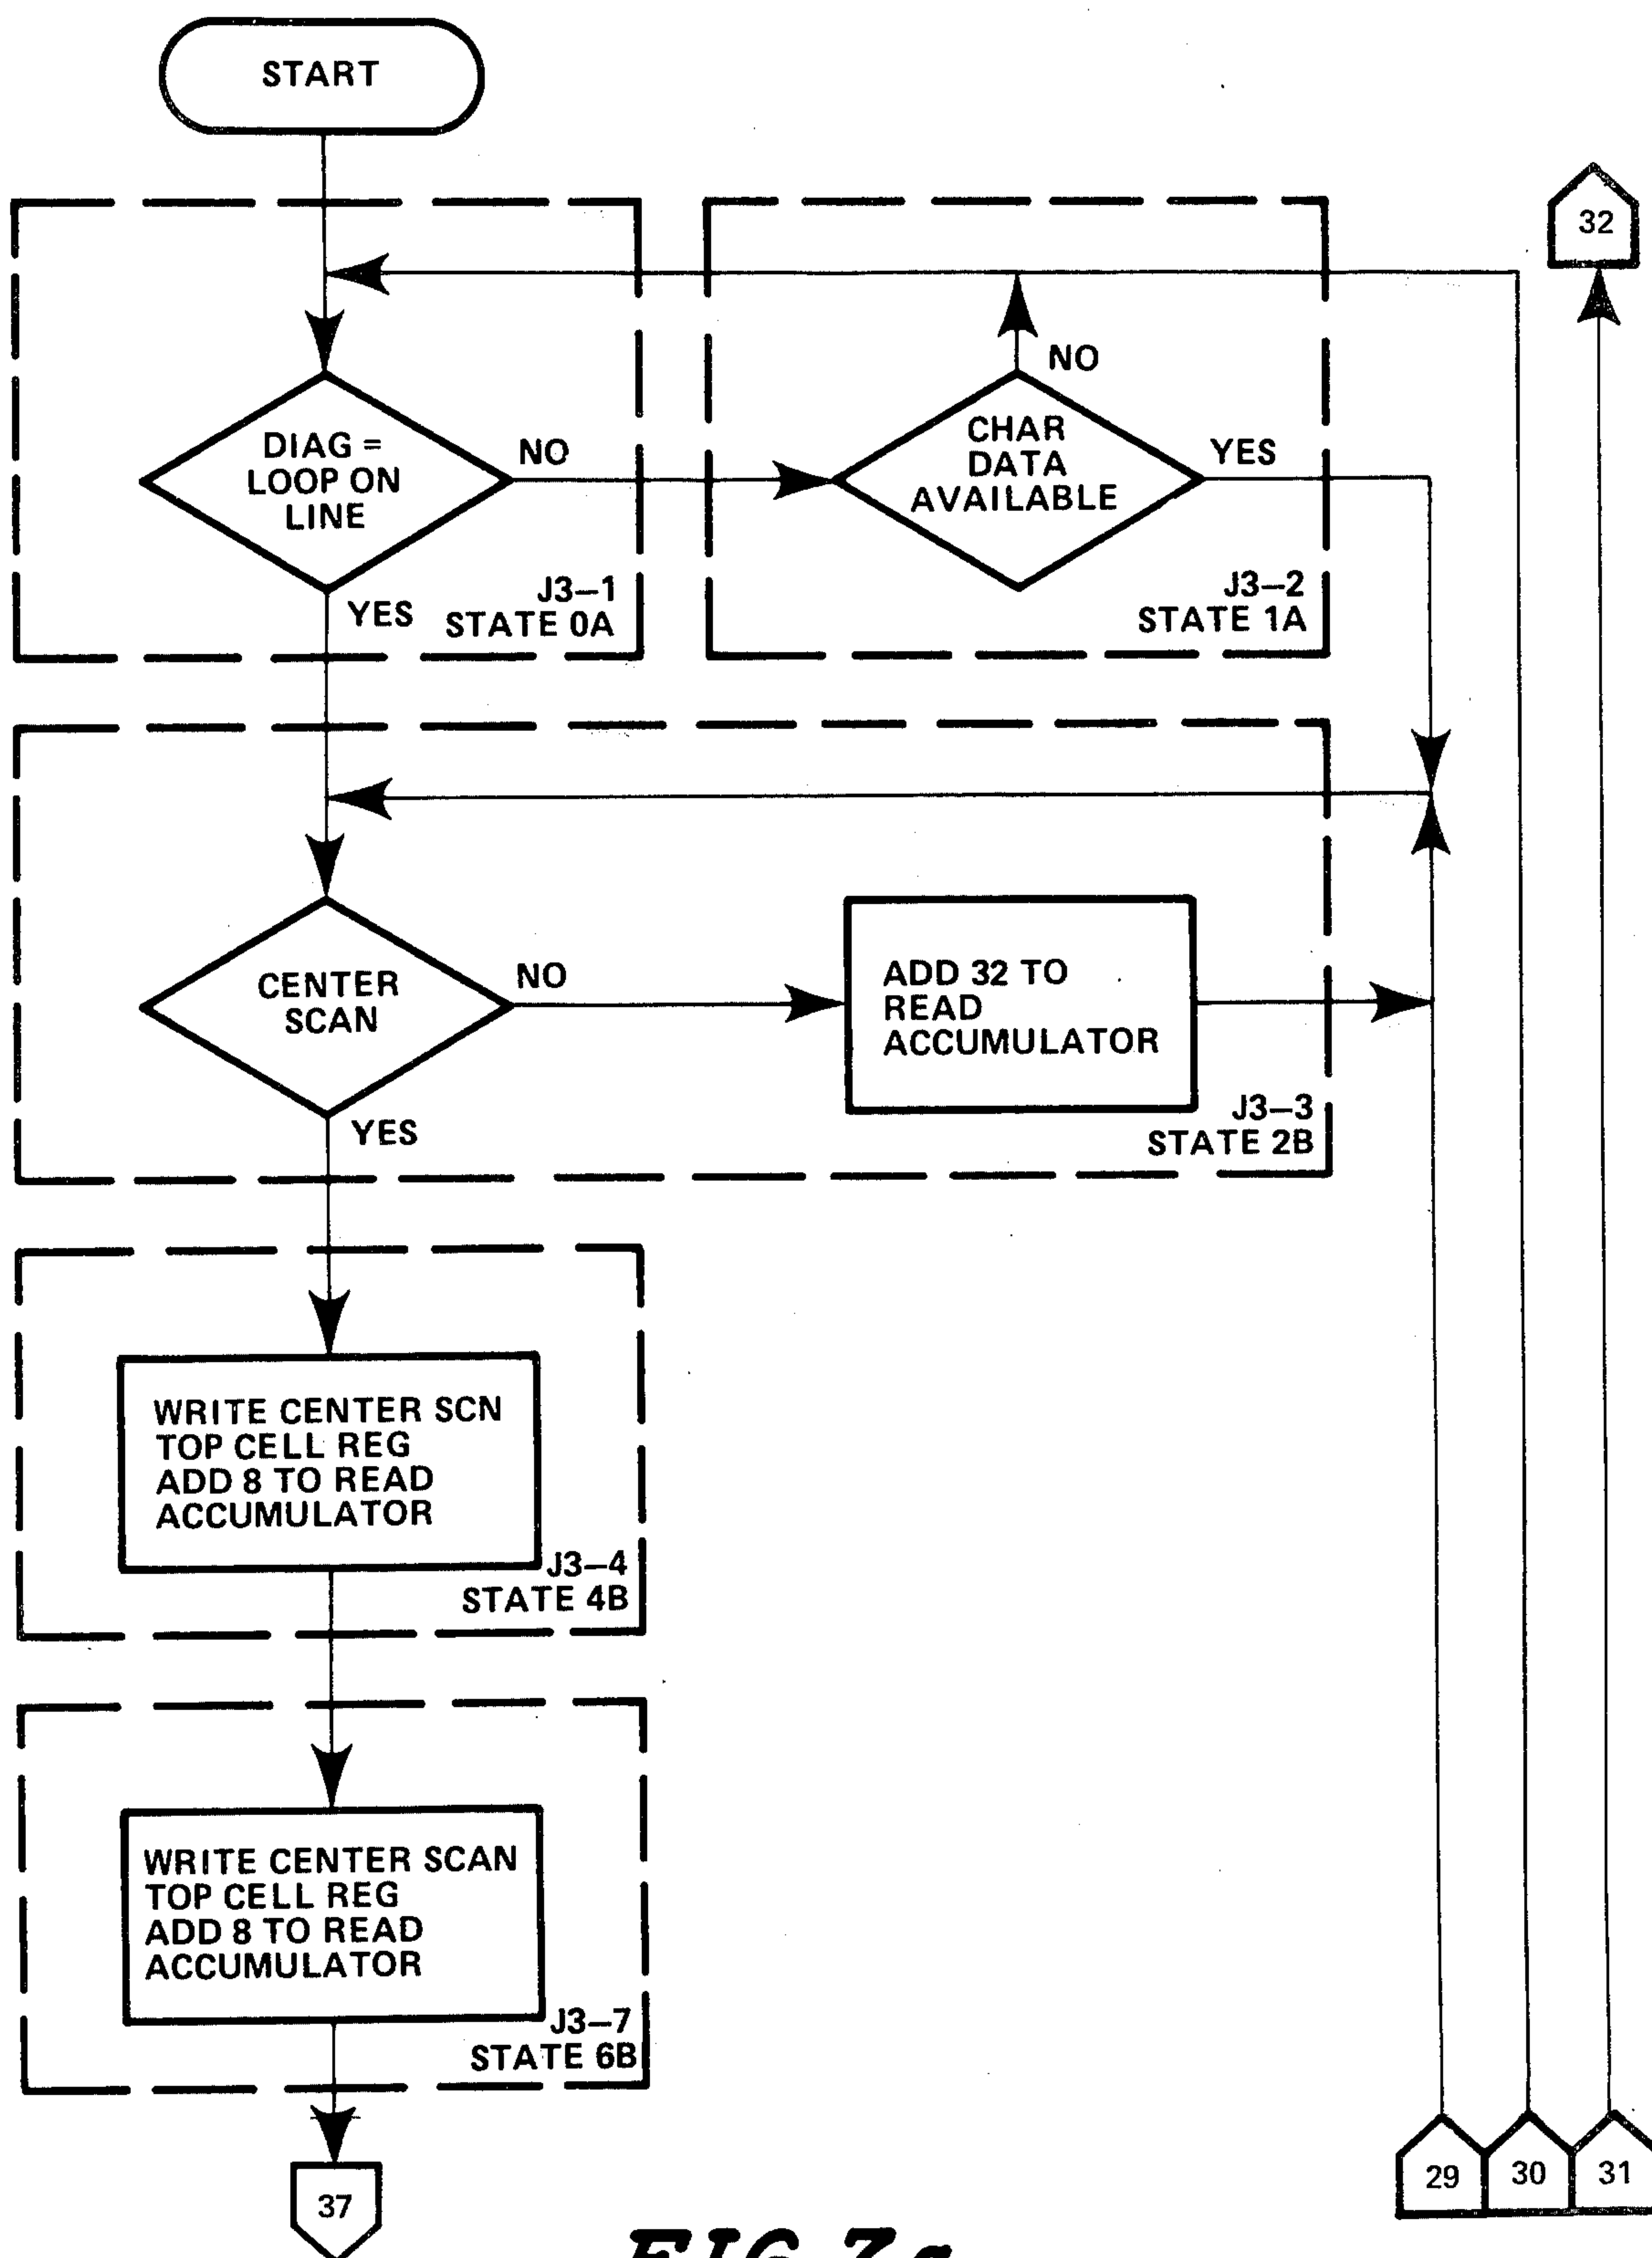 START
32
NO
DIAG =
LOOP ON
LINE
NO
CHAR
DATA
AVAILABLE
YES
J3–1
STATE 0A
YES
J3–2
STATE 1A
CENTER
SCAN
NO
ADD 32 TO
READ
ACCUMULATOR
YES
J3–3
STATE 2B
WRITE CENTER SCN
TOP CELL REG
ADD 8 TO READ
ACCUMULATOR
J3–4
STATE 4B
WRITE CENTER SCAN
TOP CELL REG
ADD 8 TO READ
ACCUMULATOR
J3–7
STATE 6B
29
30
31
37